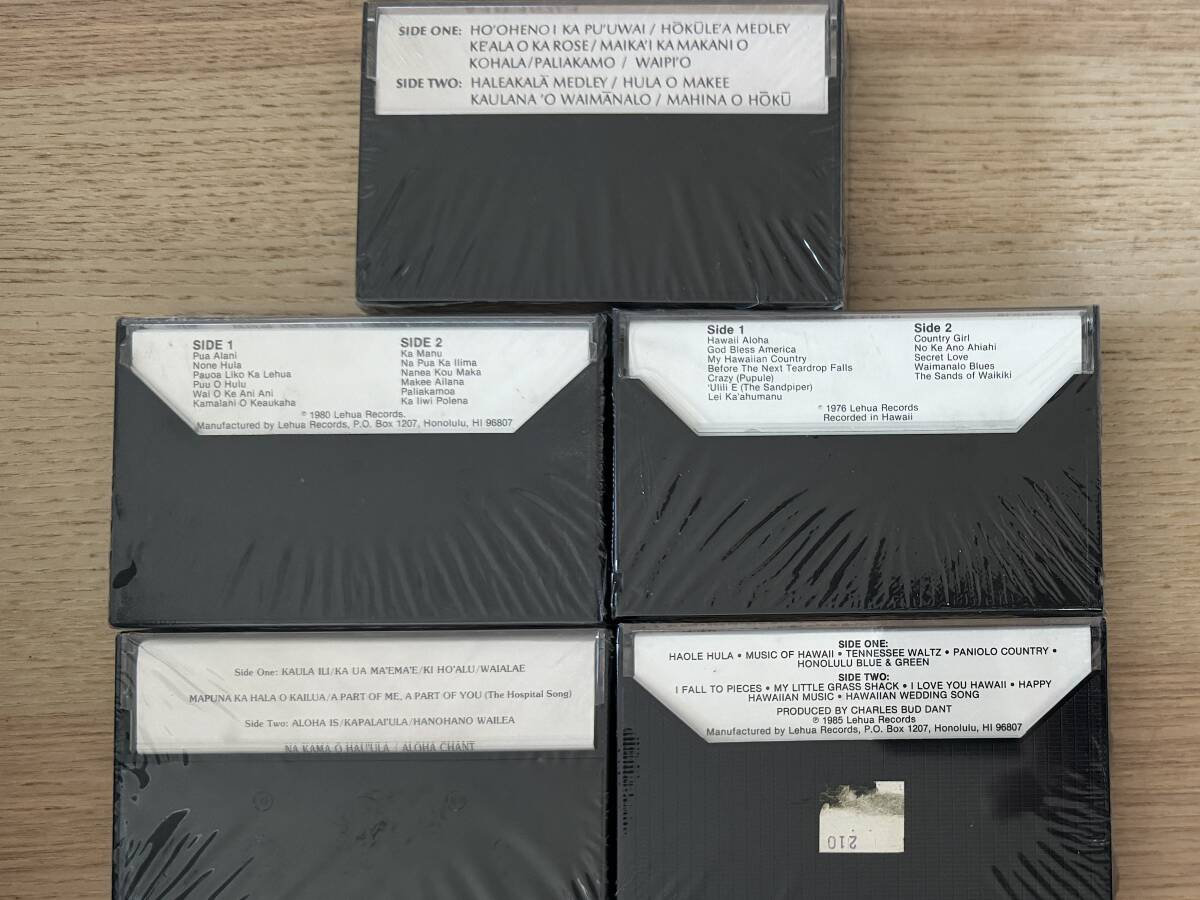 SIDE ONE: HO'OHENO I KA PU'UWAI / HŌKŪLE'A MEDLEY
KE'ALA O KA ROSE / MAIKA'I KA MAKANI O
KOHALA / PALIAKAMO / WAIPI'O
SIDE TWO: HALEAKALĀ MEDLEY / HULA O MAKEE
KAULANA 'O WAIMĀNALO / MAHINA O HŌKŪ
SIDE 1
Pua Alani
None Hula
Pauoa Liko Ka Lehua
Puu O Hulu
Wai O Ke Ani Ani
Kamalani O Keaukaha
SIDE 2
Ka Manu
Na Pua Ka Ilima
Nanea Kou Maka
Makee Ailana
Paliakamoa
Ka Iiwi Polena
© 1980 Lehua Records.
Manufactured by Lehua Records, P.O. Box 1207, Honolulu, HI 96807
Side 1
Hawaii Aloha
God Bless America
My Hawaiian Country
Before The Next Teardrop Falls
Crazy (Pupule)
'Ulili E (The Sandpiper)
Lei Ka'ahumanu
Side 2
Country Girl
No Ke Ano Ahiahi
Secret Love
Waimanalo Blues
The Sands of Waikiki
℗ 1976 Lehua Records
Recorded in Hawaii
Side One: KAULA ILI/KA UA MA'EMA'E/KI HO'ALU/WAIALAE
MAPUNA KA HALA O KAILUA/A PART OF ME, A PART OF YOU (The Hospital Song)
Side Two: ALOHA IS/KAPALAI'ULA/HANOHANO WAILEA
NA KAMA O HAU'ULA / ALOHA CHANT
SIDE ONE:
HAOLE HULA • MUSIC OF HAWAII • TENNESSEE WALTZ • PANIOLO COUNTRY •
HONOLULU BLUE & GREEN
SIDE TWO:
I FALL TO PIECES • MY LITTLE GRASS SHACK • I LOVE YOU HAWAII • HAPPY
HAWAIIAN MUSIC • HAWAIIAN WEDDING SONG
PRODUCED BY CHARLES BUD DANT
℗ 1985 Lehua Records
Manufactured by Lehua Records, P.O. Box 1207, Honolulu, HI 96807
210